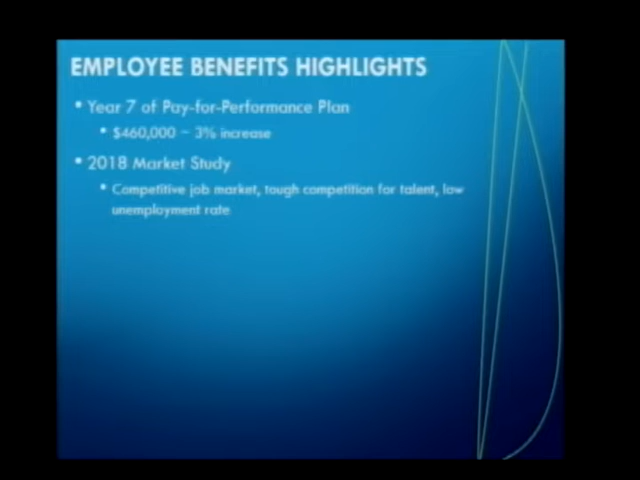 EMPLOYEE BENEFITS HIGHLIGHTS
• Year 7 of Pay-for-Performance Plan
• $460,000 – 3% increase
• 2018 Market Study
• Competitive job market, tough competition for talent, low
unemployment rate